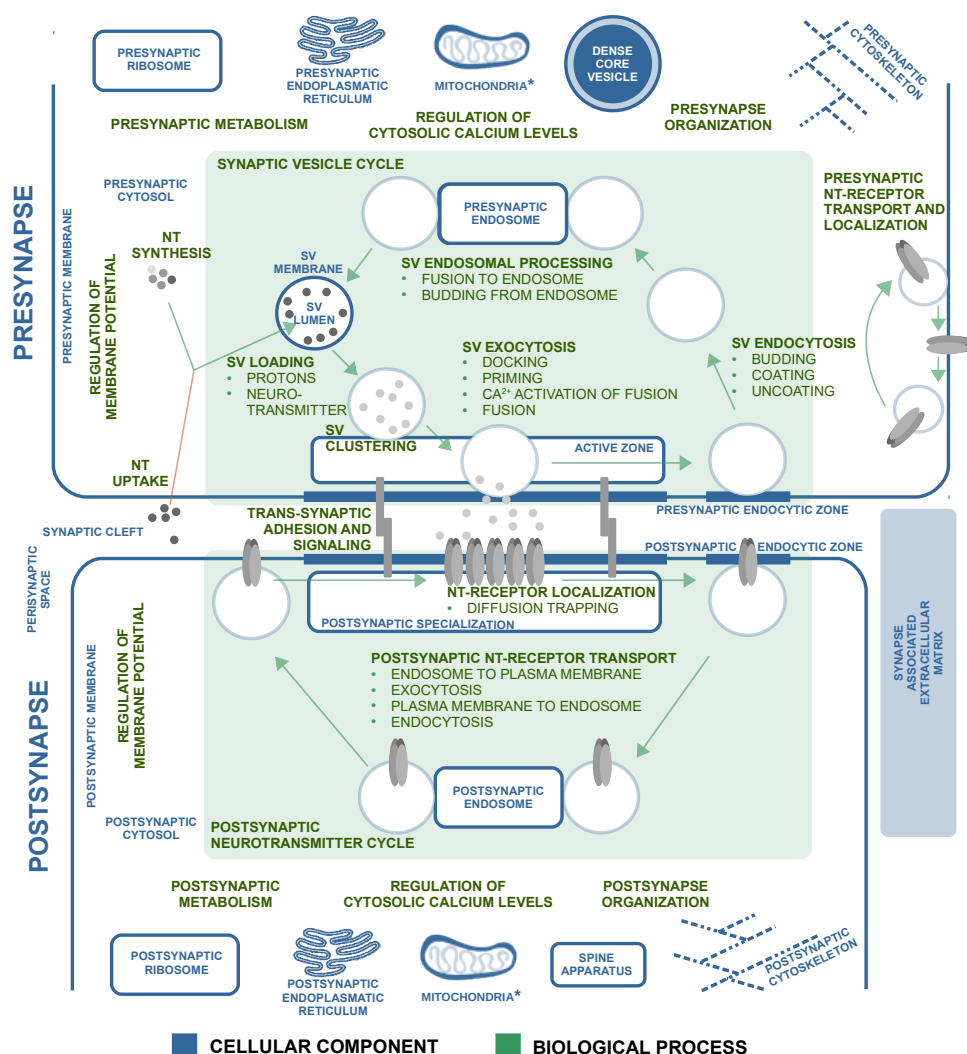 PRESYNAPTIC
RIBOSOME
PRESYNAPTIC
ENDOPLASMATIC
RETICULUM
MITOCHONDRIA*
DENSE
CORE
VESICLE
PRESYNAPTIC
CYTOSKELETON
PRESYNAPTIC METABOLISM
REGULATION OF
CYTOSOLIC CALCIUM LEVELS
PRESYNAPSE
ORGANIZATION
PRESYNAPSE
PRESYNAPTIC MEMBRANE
SYNAPTIC VESICLE CYCLE
PRESYNAPTIC
CYTOSOL
PRESYNAPTIC
ENDOSOME
PRESYNAPTIC
NT-RECEPTOR
TRANSPORT AND
LOCALIZATION
NT
SYNTHESIS
REGULATION OF
MEMBRANE POTENTIAL
SV
MEMBRANE
SV
LUMEN
SV ENDOSOMAL PROCESSING
• FUSION TO ENDOSOME
• BUDDING FROM ENDOSOME
SV LOADING
• PROTONS
• NEURO-
TRANSMITTER
SV EXOCYTOSIS
• DOCKING
• PRIMING
• CA²⁺ ACTIVATION OF FUSION
• FUSION
SV ENDOCYTOSIS
• BUDDING
• COATING
• UNCOATING
SV
CLUSTERING
ACTIVE ZONE
NT
UPTAKE
PRESYNAPTIC ENDOCYTIC ZONE
SYNAPTIC CLEFT
TRANS-SYNAPTIC
ADHESION AND
SIGNALING
POSTSYNAPTIC ENDOCYTIC ZONE
PERISYNAPTIC
SPACE
NT-RECEPTOR LOCALIZATION
• DIFFUSION TRAPPING
POSTSYNAPTIC SPECIALIZATION
SYNAPSE
ASSOCIATED
EXTRACELLULAR
MATRIX
POSTSYNAPSE
POSTSYNAPTIC MEMBRANE
REGULATION OF
MEMBRANE POTENTIAL
POSTSYNAPTIC NT-RECEPTOR TRANSPORT
• ENDOSOME TO PLASMA MEMBRANE
• EXOCYTOSIS
• PLASMA MEMBRANE TO ENDOSOME
• ENDOCYTOSIS
POSTSYNAPTIC
ENDOSOME
POSTSYNAPTIC
CYTOSOL
POSTSYNAPTIC
NEUROTRANSMITTER CYCLE
POSTSYNAPTIC
METABOLISM
REGULATION OF
CYTOSOLIC CALCIUM LEVELS
POSTSYNAPSE
ORGANIZATION
POSTSYNAPTIC
RIBOSOME
POSTSYNAPTIC
ENDOPLASMATIC
RETICULUM
MITOCHONDRIA*
SPINE
APPARATUS
POSTSYNAPTIC
CYTOSKELETON
CELLULAR COMPONENT
BIOLOGICAL PROCESS